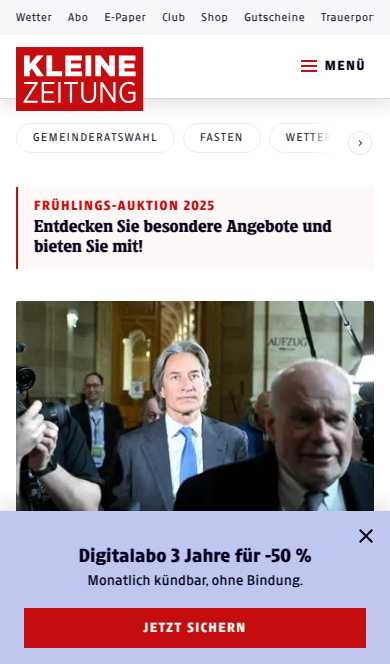 Wetter Abo E-Paper Club Shop Gutscheine Trauerpor
KLEINE
ZEITUNG
MENÜ
GEMEINDERATSWAHL FASTEN WETTER
FRÜHLINGS-AUKTION 2025
Entdecken Sie besondere Angebote und
bieten Sie mit!
AUFZUG
Digitalabo 3 Jahre für -50 %
Monatlich kündbar, ohne Bindung.
JETZT SICHERN